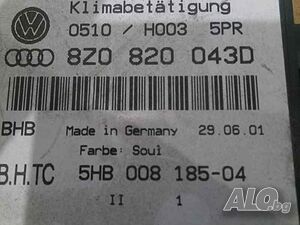 Klimabetätigung
0510 / H003 5PR
8Z0 820 043D
BHB Made in Germany 29.06.01
Farbe: Soul
B.H.TC 5HB 008 185-04
II 1
ALO.bg